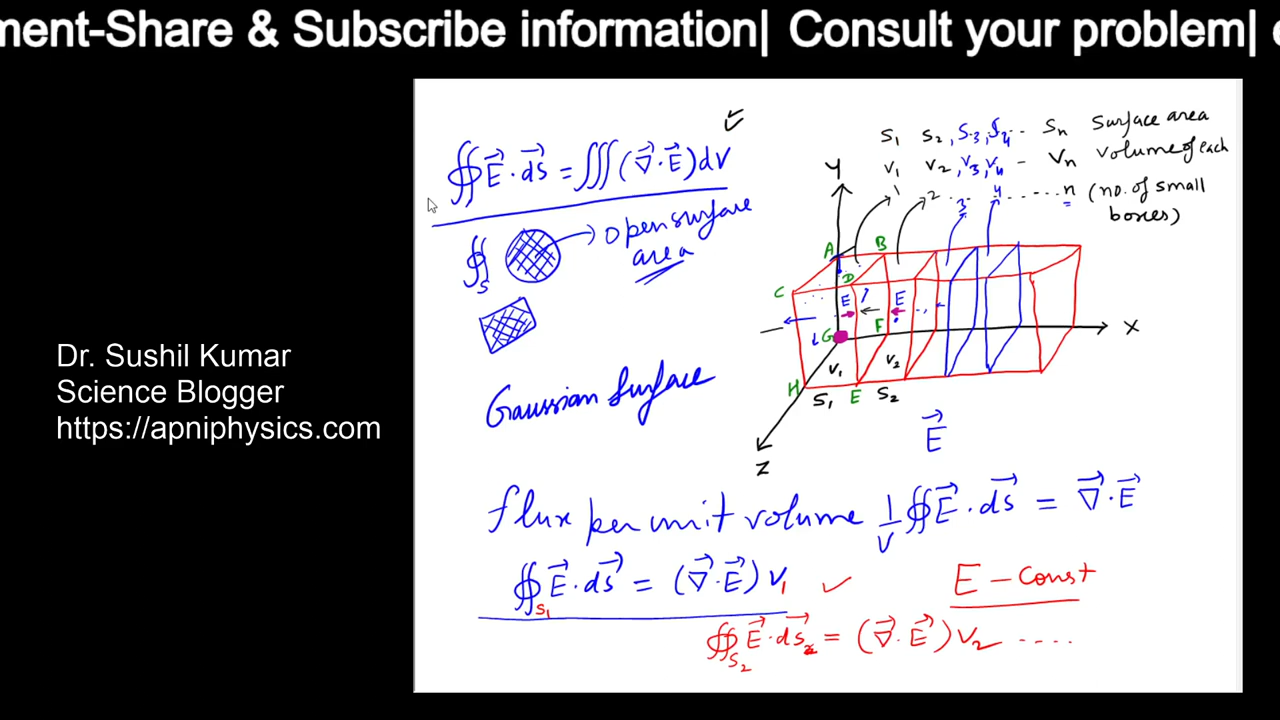 ment-Share & Subscribe information| Consult your problem|
∯ E⃗ · ds⃗ = ∭ (∇⃗ · E⃗) dV
S₁ S₂, S₃, S₄ - - Sₙ Surface area
V₁ V₂, V₃, V₄ - Vₙ volume of each
1 2 . . 3 . . 4 . . . . . . n (no. of small
boxes)
∯S → Open surface
area
Y
A B
C D
E E
G F
X
V₁ V₂
H S₁ E S₂
Z
E⃗
Gaussian Surface
Dr. Sushil Kumar
Science Blogger
https://apniphysics.com
flux per unit volume 1/V ∯ E⃗ · ds⃗ = ∇⃗ · E⃗
∯S₁ E⃗ · ds⃗ = (∇⃗ · E⃗) V₁ ✓ E – Const
∯S₂ E⃗ · ds⃗₂ = (∇⃗ · E⃗) V₂ ....